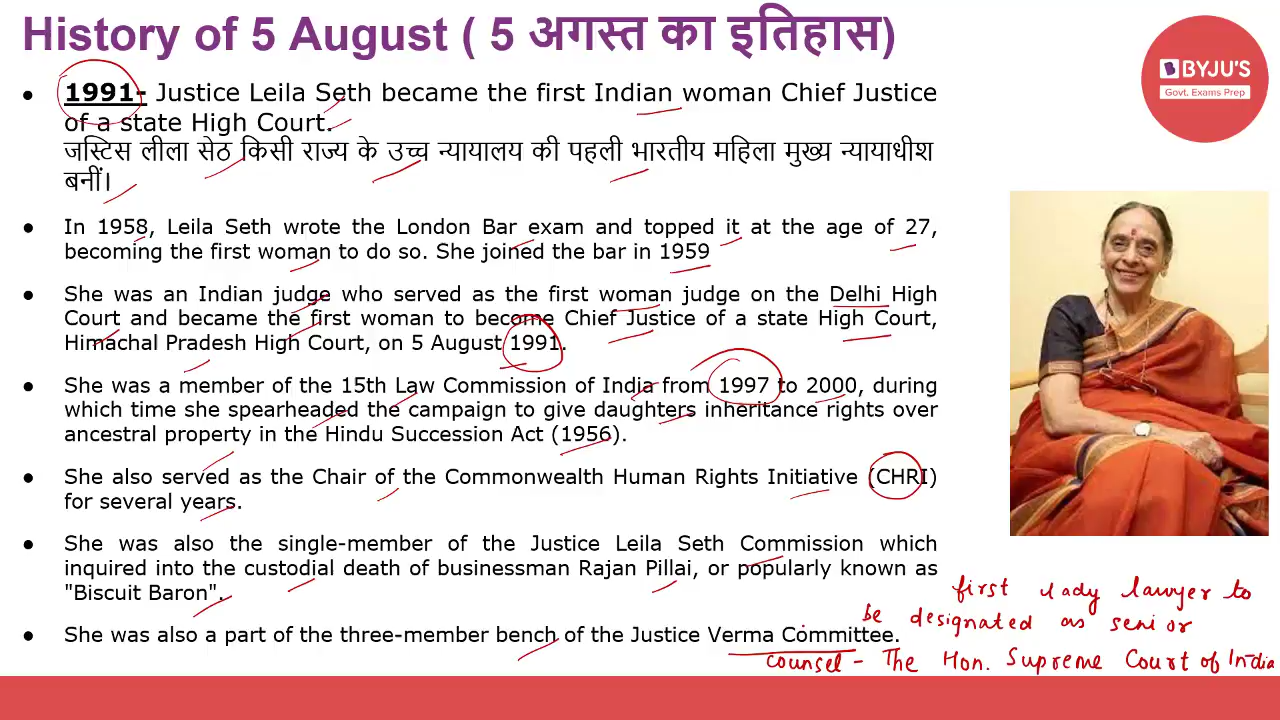 History of 5 August ( 5 अगस्त का इतिहास)
BYJU'S
Govt. Exams Prep
● 1991- Justice Leila Seth became the first Indian woman Chief Justice
of a state High Court.
जस्टिस लीला सेठ किसी राज्य के उच्च न्यायालय की पहली भारतीय महिला मुख्य न्यायाधीश
बनीं।
● In 1958, Leila Seth wrote the London Bar exam and topped it at the age of 27,
becoming the first woman to do so. She joined the bar in 1959
● She was an Indian judge who served as the first woman judge on the Delhi High
Court and became the first woman to become Chief Justice of a state High Court,
Himachal Pradesh High Court, on 5 August 1991.
● She was a member of the 15th Law Commission of India from 1997 to 2000, during
which time she spearheaded the campaign to give daughters inheritance rights over
ancestral property in the Hindu Succession Act (1956).
● She also served as the Chair of the Commonwealth Human Rights Initiative (CHRI)
for several years.
● She was also the single-member of the Justice Leila Seth Commission which
inquired into the custodial death of businessman Rajan Pillai, or popularly known as
"Biscuit Baron".
● She was also a part of the three-member bench of the Justice Verma Committee.
first lady lawyer to
be designated as senior
counsel - The Hon. Supreme Court of India